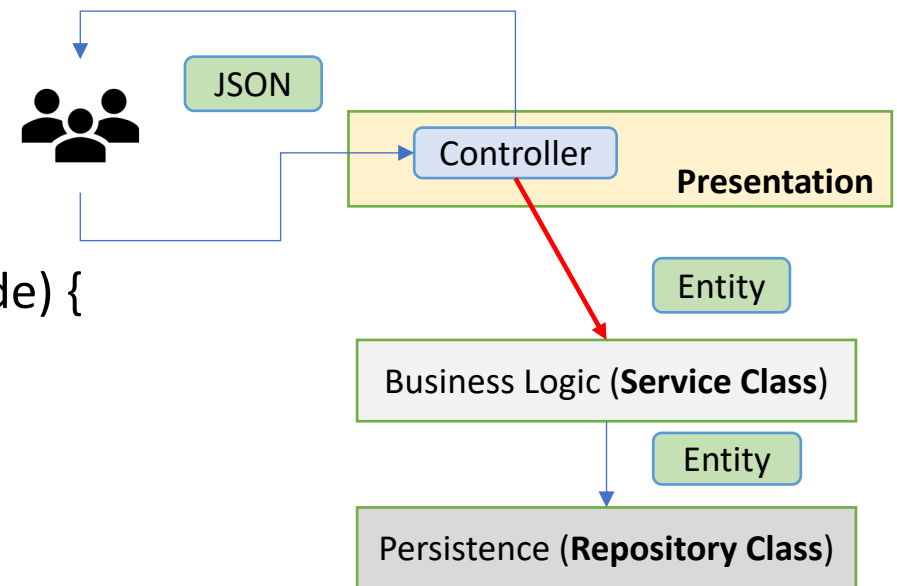 JSON
Controller
Presentation
de) {
Entity
Business Logic (Service Class)
Entity
Persistence (Repository Class)